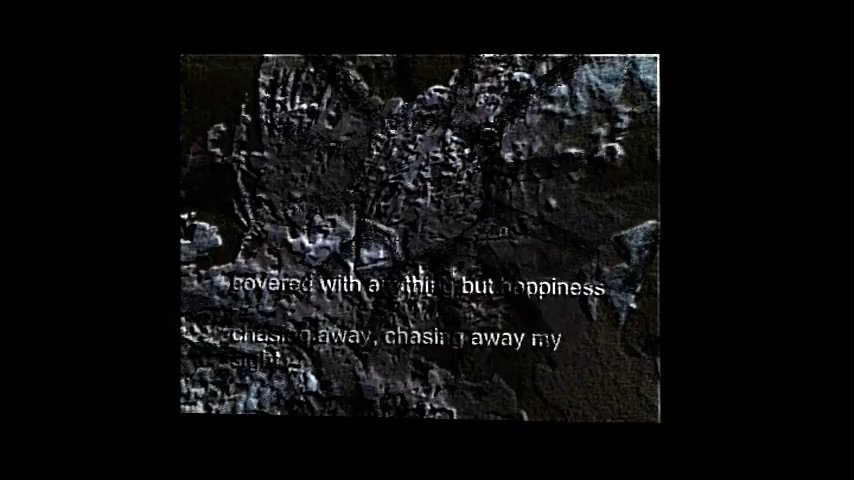 covered with anything but happiness
chasing away, chasing away my